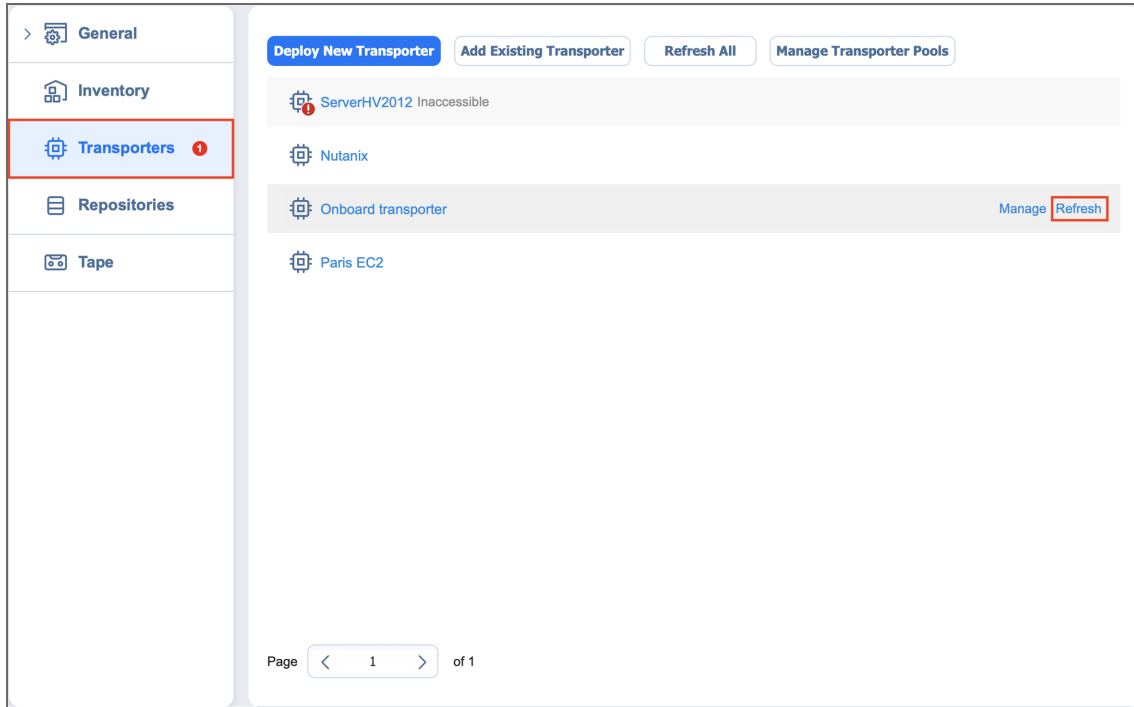 General
Inventory
Transporters 1
Repositories
Tape
Deploy New Transporter Add Existing Transporter Refresh All Manage Transporter Pools
ServerHV2012 Inaccessible
Nutanix
Onboard transporter Manage Refresh
Paris EC2
Page 1 of 1